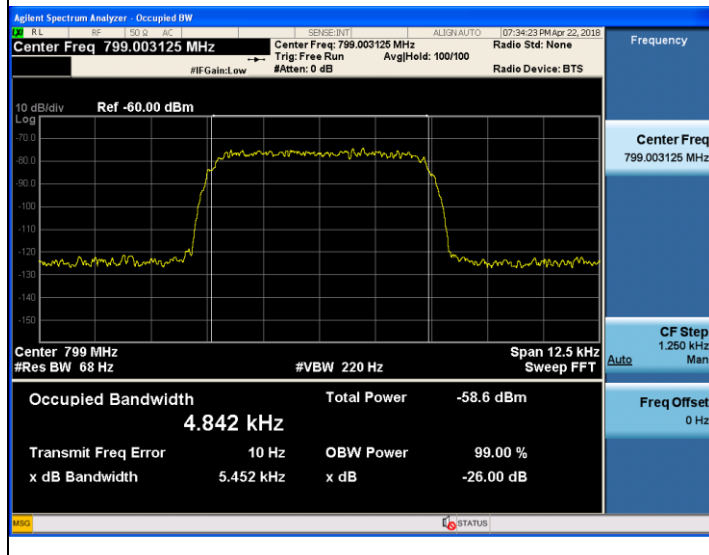 Agilent Spectrum Analyzer - Occupied BW
RL RF 50 Ω AC SENSE:INT ALIGN AUTO 07:34:23 PM Apr 22, 2018
Center Freq 799.003125 MHz Center Freq: 799.003125 MHz Radio Std: None
Trig: Free Run Avg|Hold: 100/100
#IFGain:Low #Atten: 0 dB Radio Device: BTS
Frequency
10 dB/div Ref -60.00 dBm
Log
-70.0
-80.0
-90.0
-100
-110
-120
-130
-140
-150
Center Freq
799.003125 MHz
Center 799 MHz Span 12.5 kHz
#Res BW 68 Hz #VBW 220 Hz Sweep FFT
CF Step
1.250 kHz
Auto Man
Occupied Bandwidth Total Power -58.6 dBm
4.842 kHz
Transmit Freq Error 10 Hz OBW Power 99.00 %
x dB Bandwidth 5.452 kHz x dB -26.00 dB
Freq Offset
0 Hz
MSG STATUS